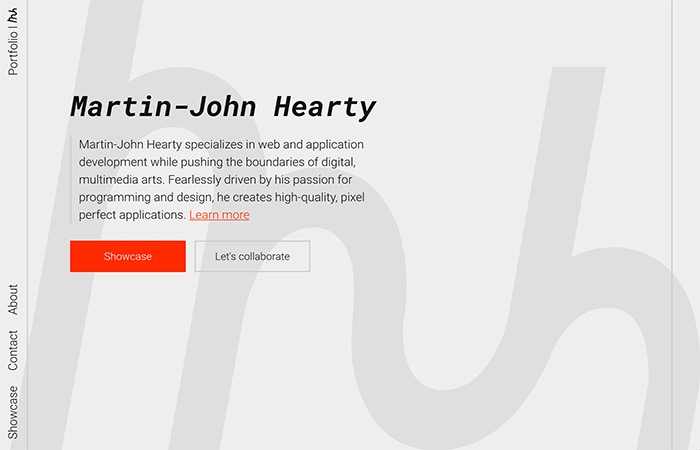 Portfolio |
Martin-John Hearty
Martin-John Hearty specializes in web and application
development while pushing the boundaries of digital,
multimedia arts. Fearlessly driven by his passion for
programming and design, he creates high-quality, pixel
perfect applications. Learn more
Showcase
Let's collaborate
About
Contact
Showcase